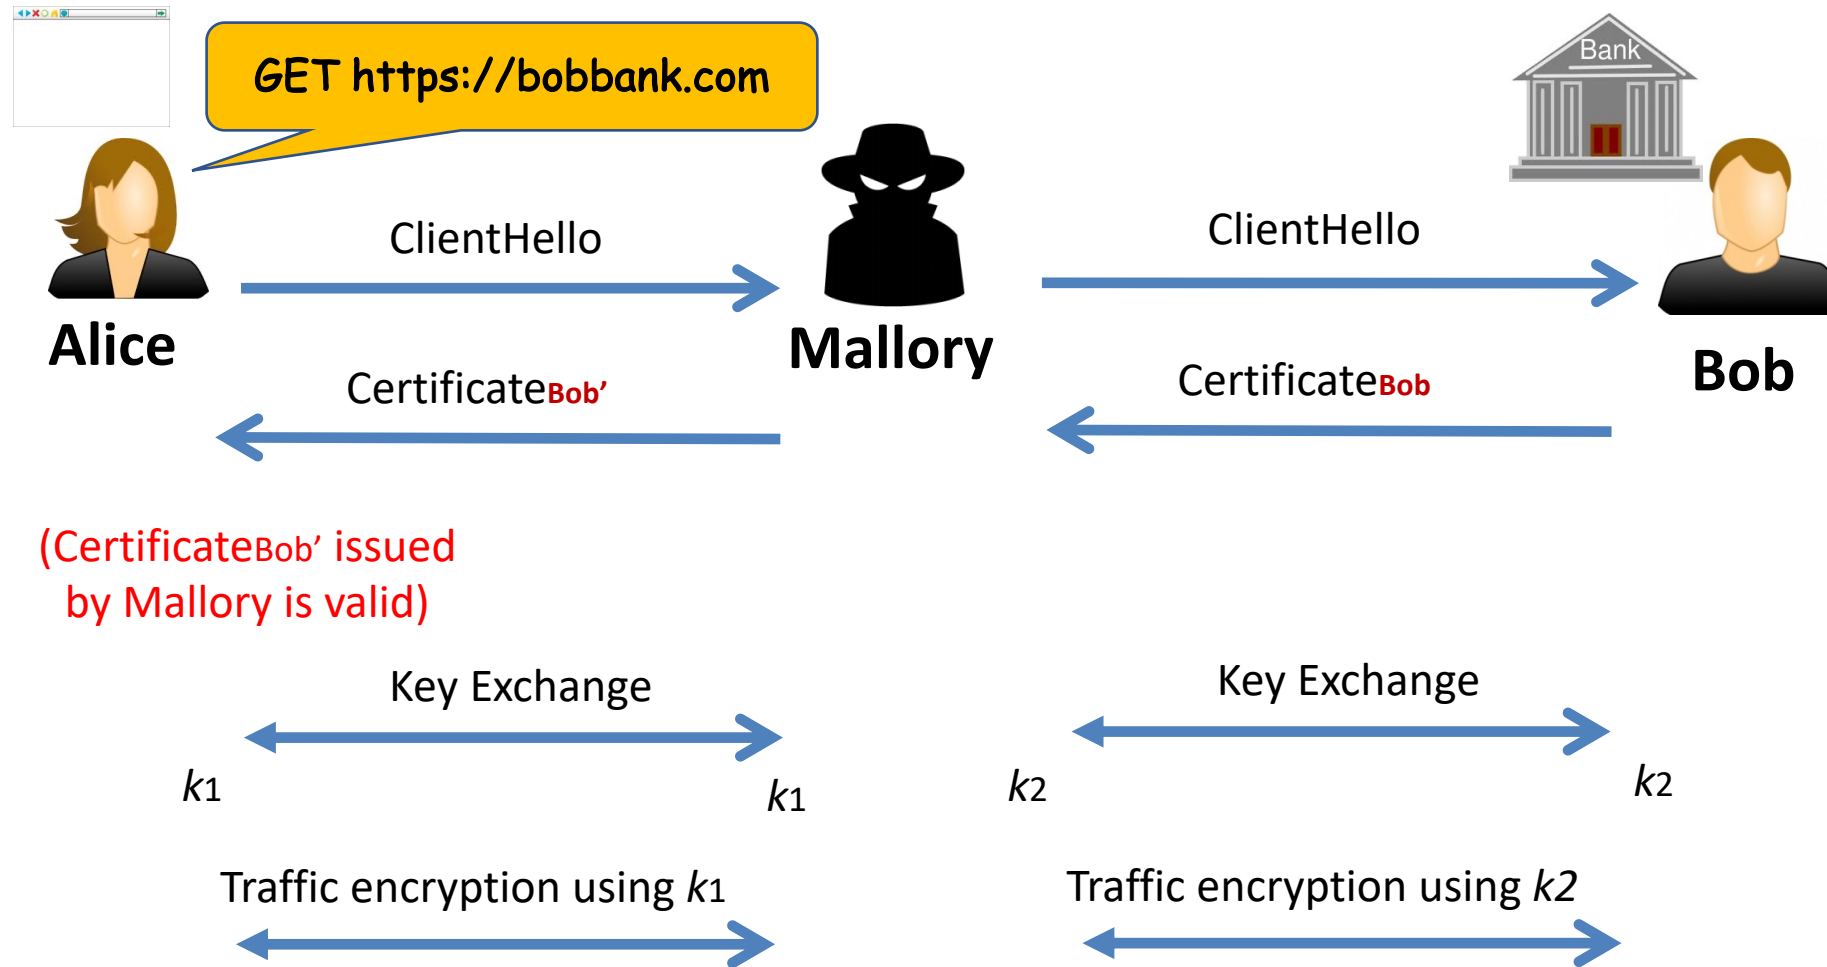 GET https://bobbank.com
Bank
ClientHello
ClientHello
Alice
Mallory
Bob
CertificateBob’
CertificateBob
(CertificateBob’ issued
by Mallory is valid)
Key Exchange
Key Exchange
k1
k1
k2
k2
Traffic encryption using k1
Traffic encryption using k2